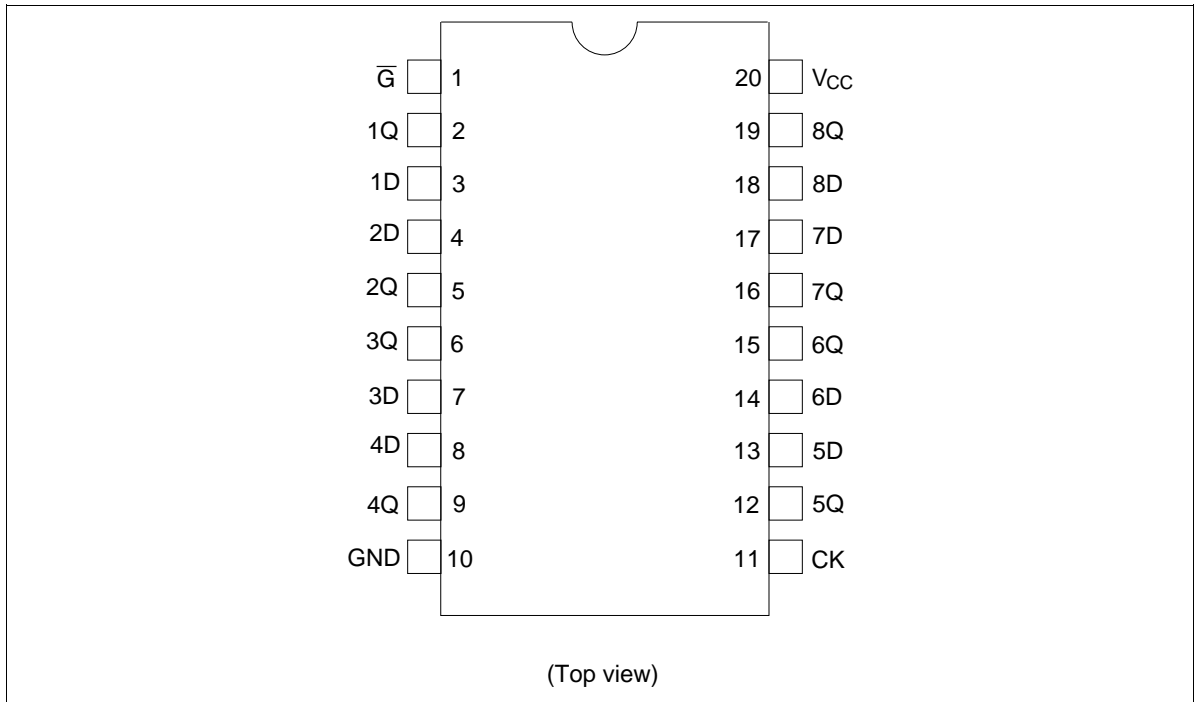 G̅ 1 20 VCC
1Q 2 19 8Q
1D 3 18 8D
2D 4 17 7D
2Q 5 16 7Q
3Q 6 15 6Q
3D 7 14 6D
4D 8 13 5D
4Q 9 12 5Q
GND 10 11 CK
(Top view)